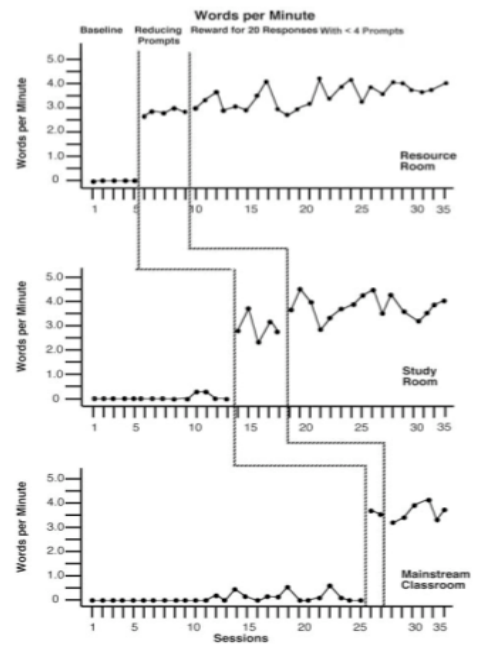 Words per Minute
Baseline Reducing Prompts Reward for 20 Responses With < 4 Prompts
Words per Minute
5.0
4.0
3.0
2.0
1.0
0
1 5 10 15 20 25 30 35
Resource
Room
Words per Minute
5.0
4.0
3.0
2.0
1.0
0
1 5 10 15 20 25 30 35
Study
Room
Words per Minute
5.0
4.0
3.0
2.0
1.0
0
1 5 10 15 20 25 30 35
Mainstream
Classroom
Sessions